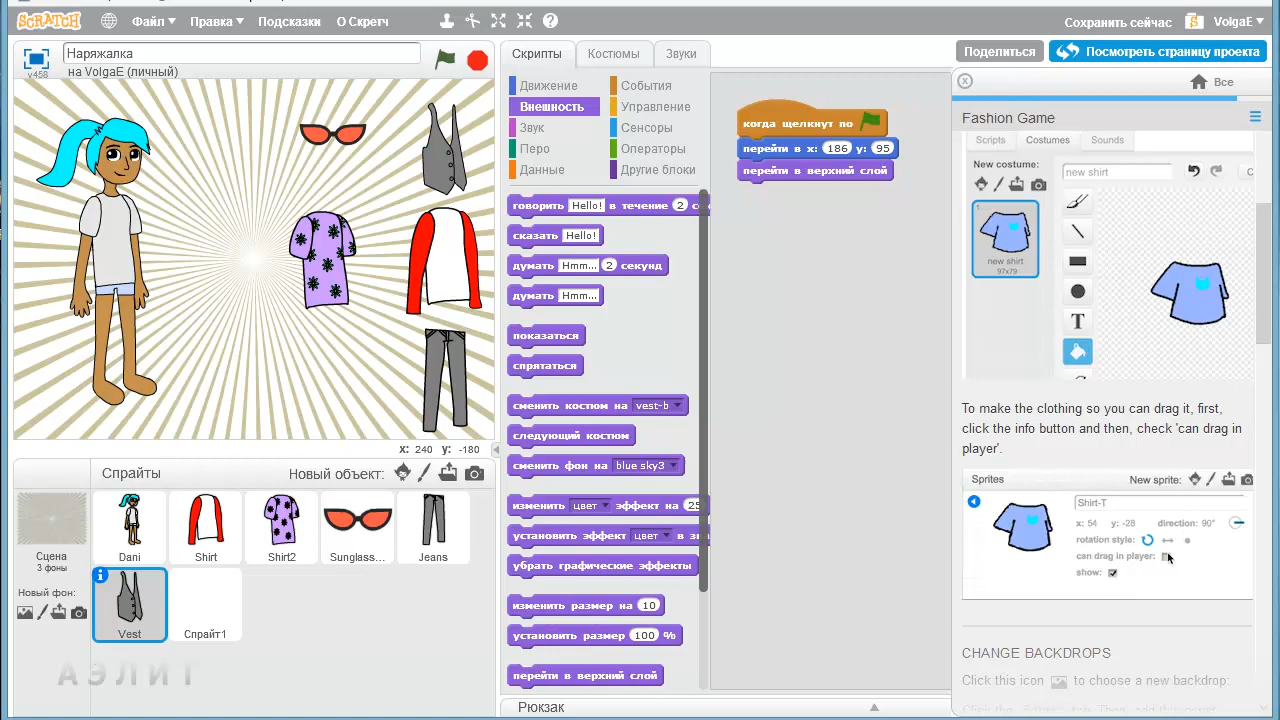 SCRATCH Файл Правка Подсказки О Скретч Сохранить сейчас VolgaE
Наряжалка
на VolgaE (личный)
v458
Скрипты Костюмы Звуки
Поделиться Посмотреть страницу проекта
Движение События
Внешность Управление
Звук Сенсоры
Перо Операторы
Данные Другие блоки
говорить Hello! в течение 2
сказать Hello!
думать Hmm... 2 секунд
думать Hmm...
показаться
спрятаться
сменить костюм на vest-b
следующий костюм
сменить фон на blue sky3
изменить цвет эффект на 25
установить эффект цвет в
убрать графические эффекты
изменить размер на 10
установить размер 100 %
перейти в верхний слой
когда щелкнут по
перейти в x: 186 y: 95
перейти в верхний слой
Рюкзак
x: 240 y: -180
Спрайты Новый объект:
Сцена
3 фоны
Новый фон:
Dani Shirt Shirt2 Sunglass... Jeans
Vest Спрайт1
АЭЛИТ
Все
Fashion Game
Scripts Costumes Sounds
New costume:
new shirt
1
new shirt
97x79
T
To make the clothing so you can drag it, first,
click the info button and then, check 'can drag in
player'.
Sprites New sprite:
Shirt-T
x: 54 y: -28 direction: 90°
rotation style:
can drag in player:
show:
CHANGE BACKDROPS
Click this icon to choose a new backdrop: